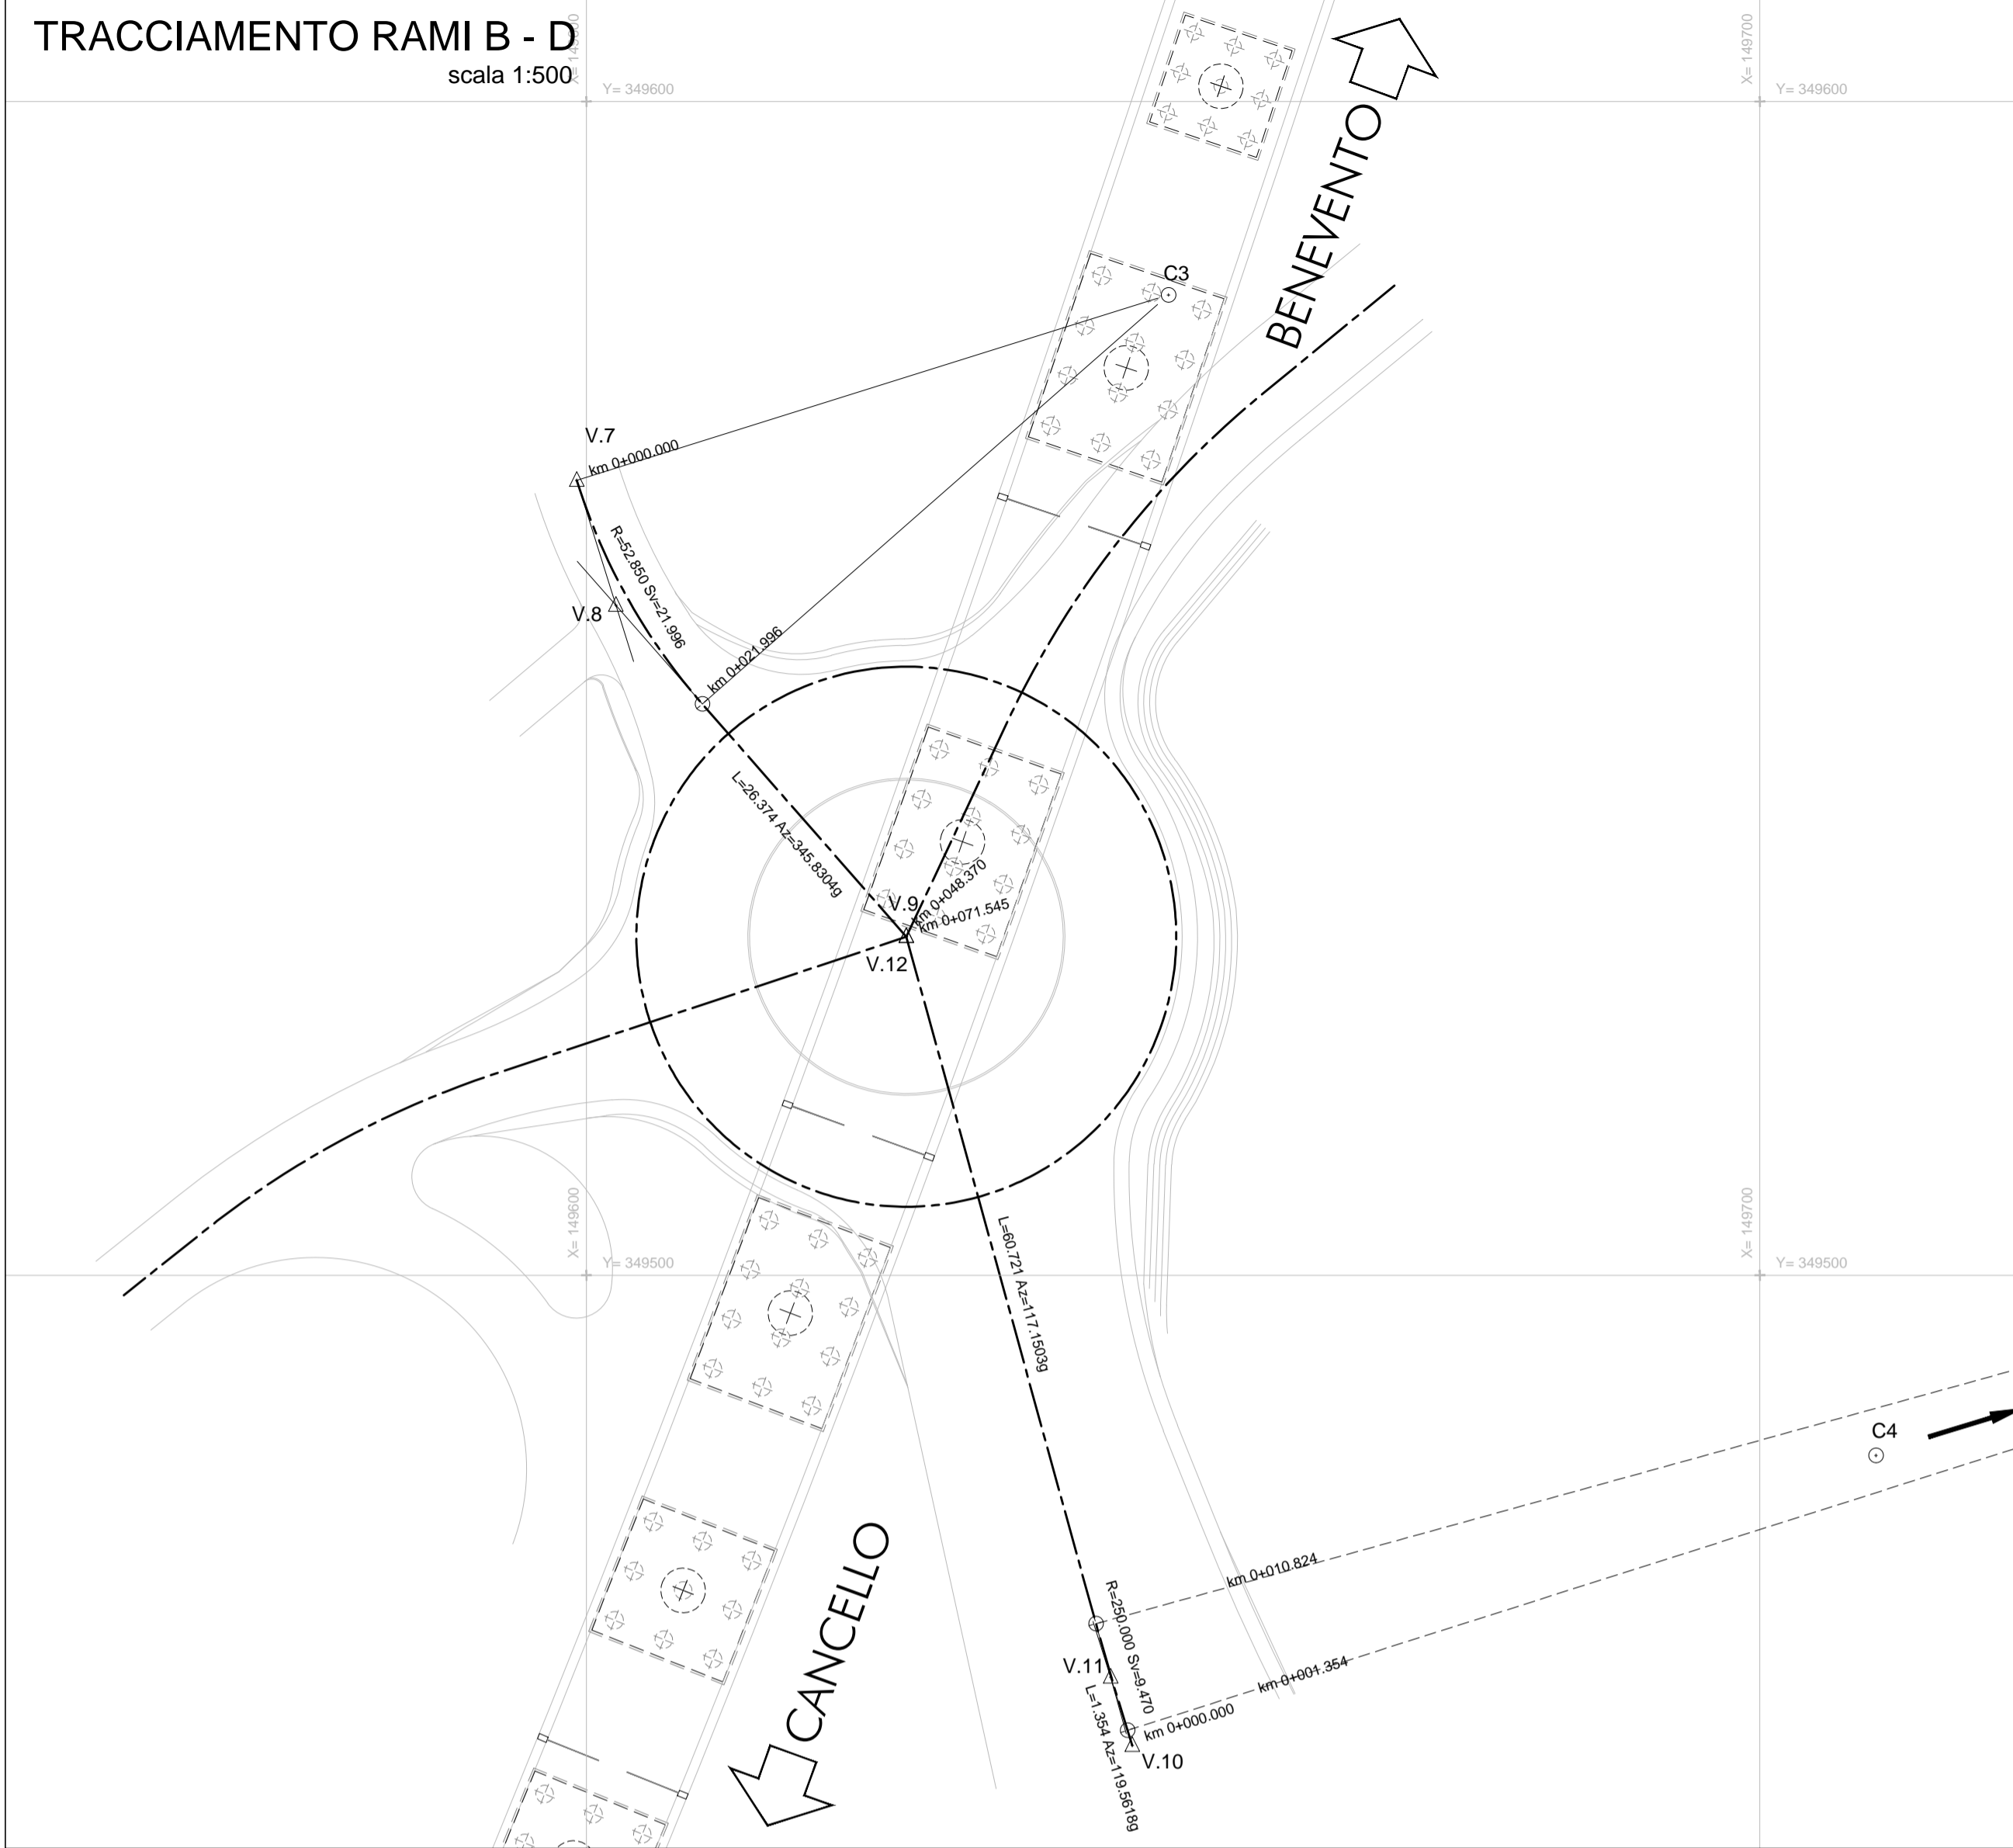 TRACCIAMENTO RAMI B - D
scala 1:500
X= 149600
Y= 349600
X= 149700
Y= 349600
BENEVENTO
C3
V.7
km 0+000.000
R=52.850 Sv=21.996
V.8
km 0+021.996
L=26.374 Az=345.8304g
V.9
km 0+048.370
km 0+071.545
V.12
X= 149600
Y= 349500
X= 149700
Y= 349500
L=60.721 Az=117.1503g
C4
CANCELLO
km 0+010.824
R=250.000 Sv=9.470
V.11
km 0+001.354
L=1.354 Az=119.5618g
km 0+000.000
V.10